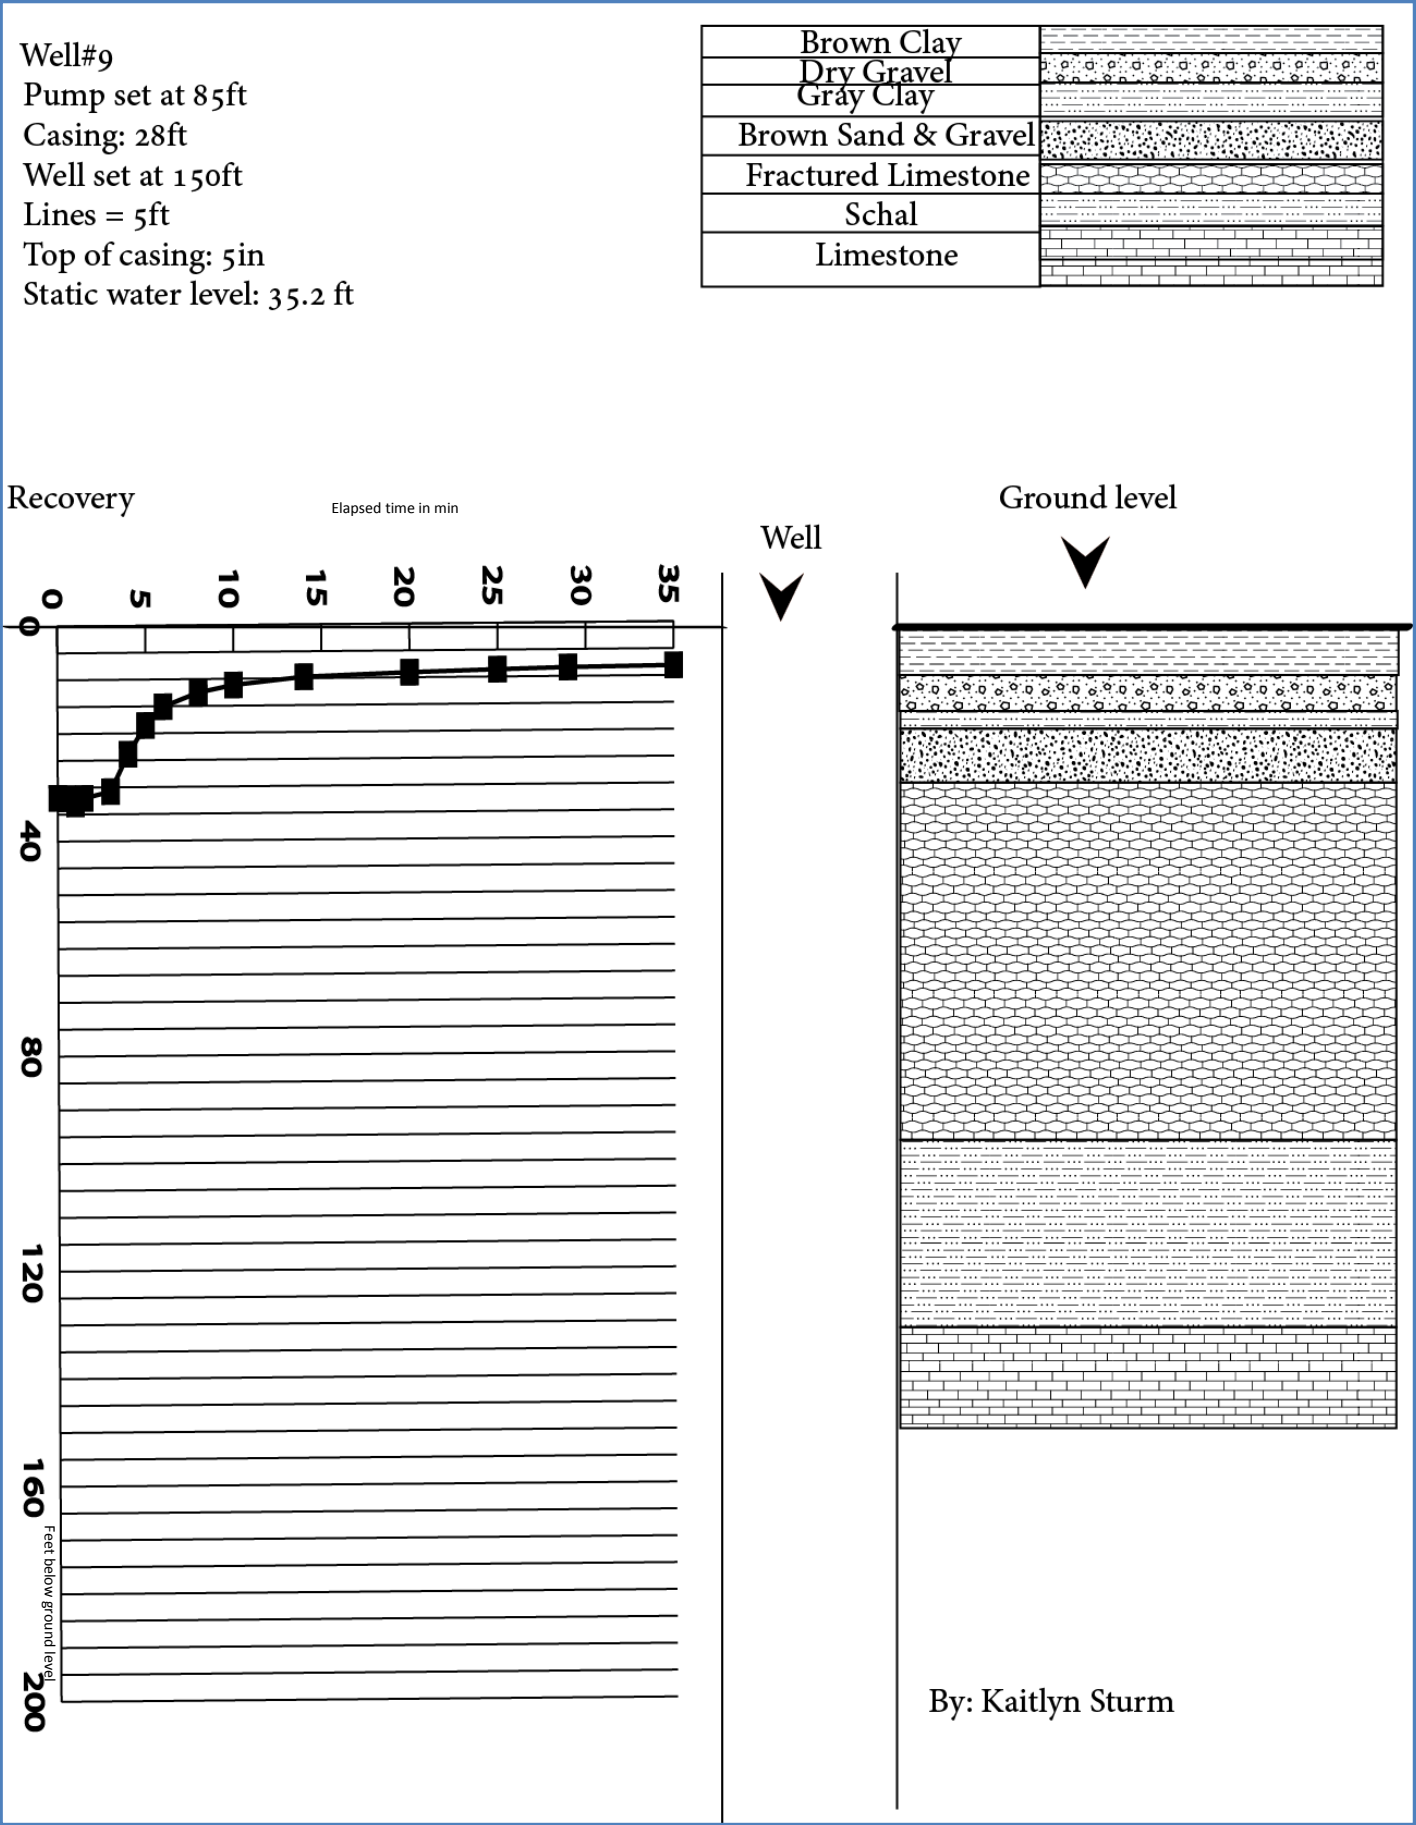 Well#9
Pump set at 85ft
Casing: 28ft
Well set at 150ft
Lines = 5ft
Top of casing: 5in
Static water level: 35.2 ft
Brown Clay
Dry Gravel
Gray Clay
Brown Sand & Gravel
Fractured Limestone
Schal
Limestone
Recovery
Elapsed time in min
Well
Ground level
0 5 10 15 20 25 30 35
0
40
80
120
160
200
Feet below ground level
By: Kaitlyn Sturm